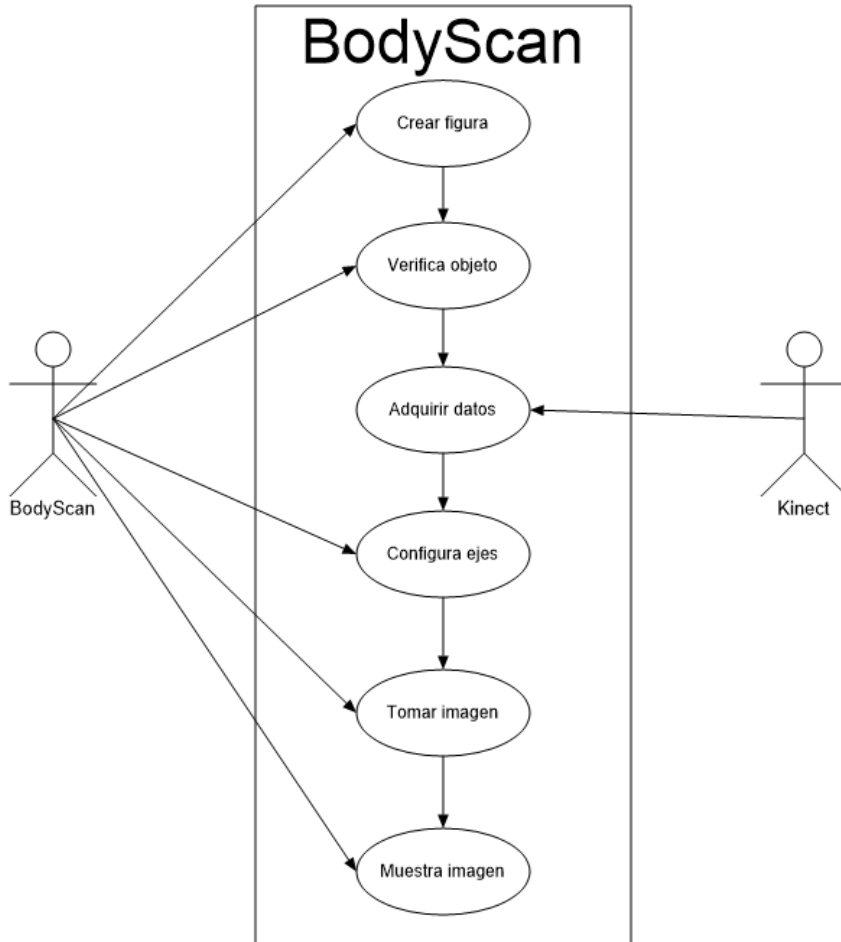 BodyScan
Crear figura
Verifica objeto
Adquirir datos
BodyScan
Kinect
Configura ejes
Tomar imagen
Muestra imagen